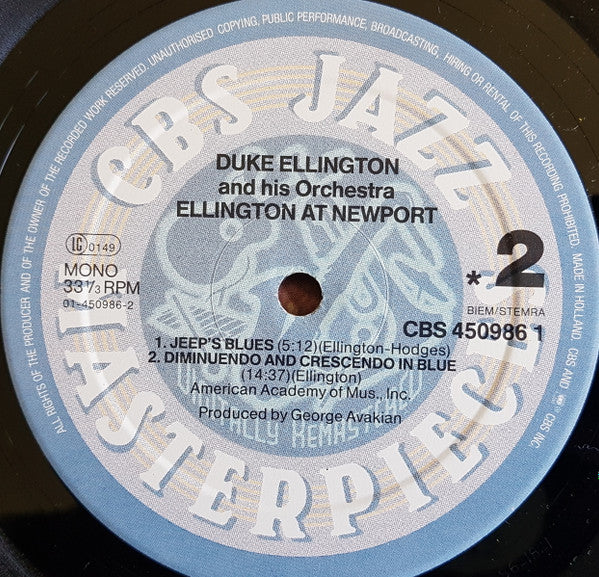 ALL RIGHTS OF THE PRODUCER AND OF THE OWNER OF THE RECORDED WORK RESERVED. UNAUTHORISED COPYING, PUBLIC PERFORMANCE, BROADCASTING, HIRING OR RENTAL OF THIS RECORDING PROHIBITED. MADE IN HOLLAND. CBS AND CBS INC.
CBS JAZZ
DUKE ELLINGTON
and his Orchestra
ELLINGTON AT NEWPORT
LC 0149
MONO
33 1/3 RPM
01-450986-2
* 2
BIEM/STEMRA
CBS 450986 1
1. JEEP'S BLUES (5:12)(Ellington-Hodges)
2. DIMINUENDO AND CRESCENDO IN BLUE
(14:37)(Ellington)
American Academy of Mus., Inc.
Produced by George Avakian
DIGITALLY REMASTERED
MASTERPIECES